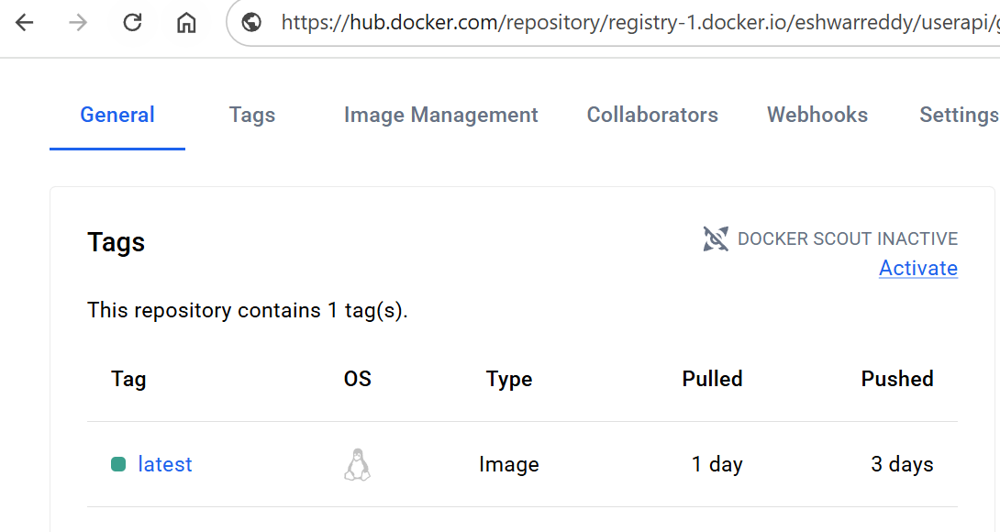 https://hub.docker.com/repository/registry-1.docker.io/eshwarreddy/userapi/g
General Tags Image Management Collaborators Webhooks Settings
Tags
DOCKER SCOUT INACTIVE
Activate
This repository contains 1 tag(s).
Tag OS Type Pulled Pushed
latest Image 1 day 3 days